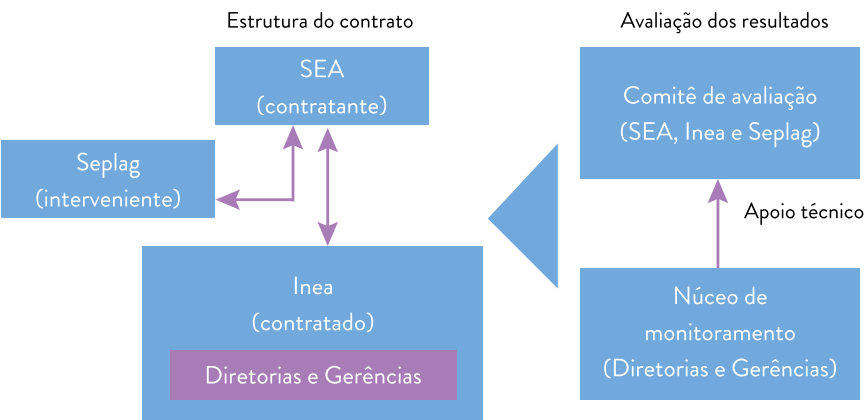 Estrutura do contrato
SEA
(contratante)
Seplag
(interveniente)
Inea
(contratado)
Diretorias e Gerências
Avaliação dos resultados
Comitê de avaliação
(SEA, Inea e Seplag)
Apoio técnico
Núceo de
monitoramento
(Diretorias e Gerências)